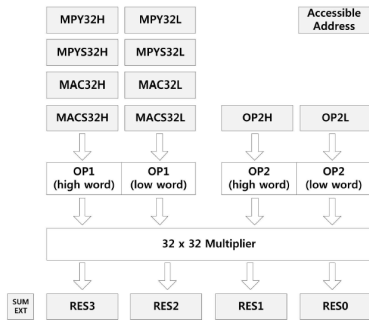 MPY32H MPY32L Accessible Address
MPYS32H MPYS32L
MAC32H MAC32L
MACS32H MACS32L OP2H OP2L
OP1 (high word) OP1 (low word) OP2 (high word) OP2 (low word)
32 x 32 Multiplier
SUM EXT RES3 RES2 RES1 RES0